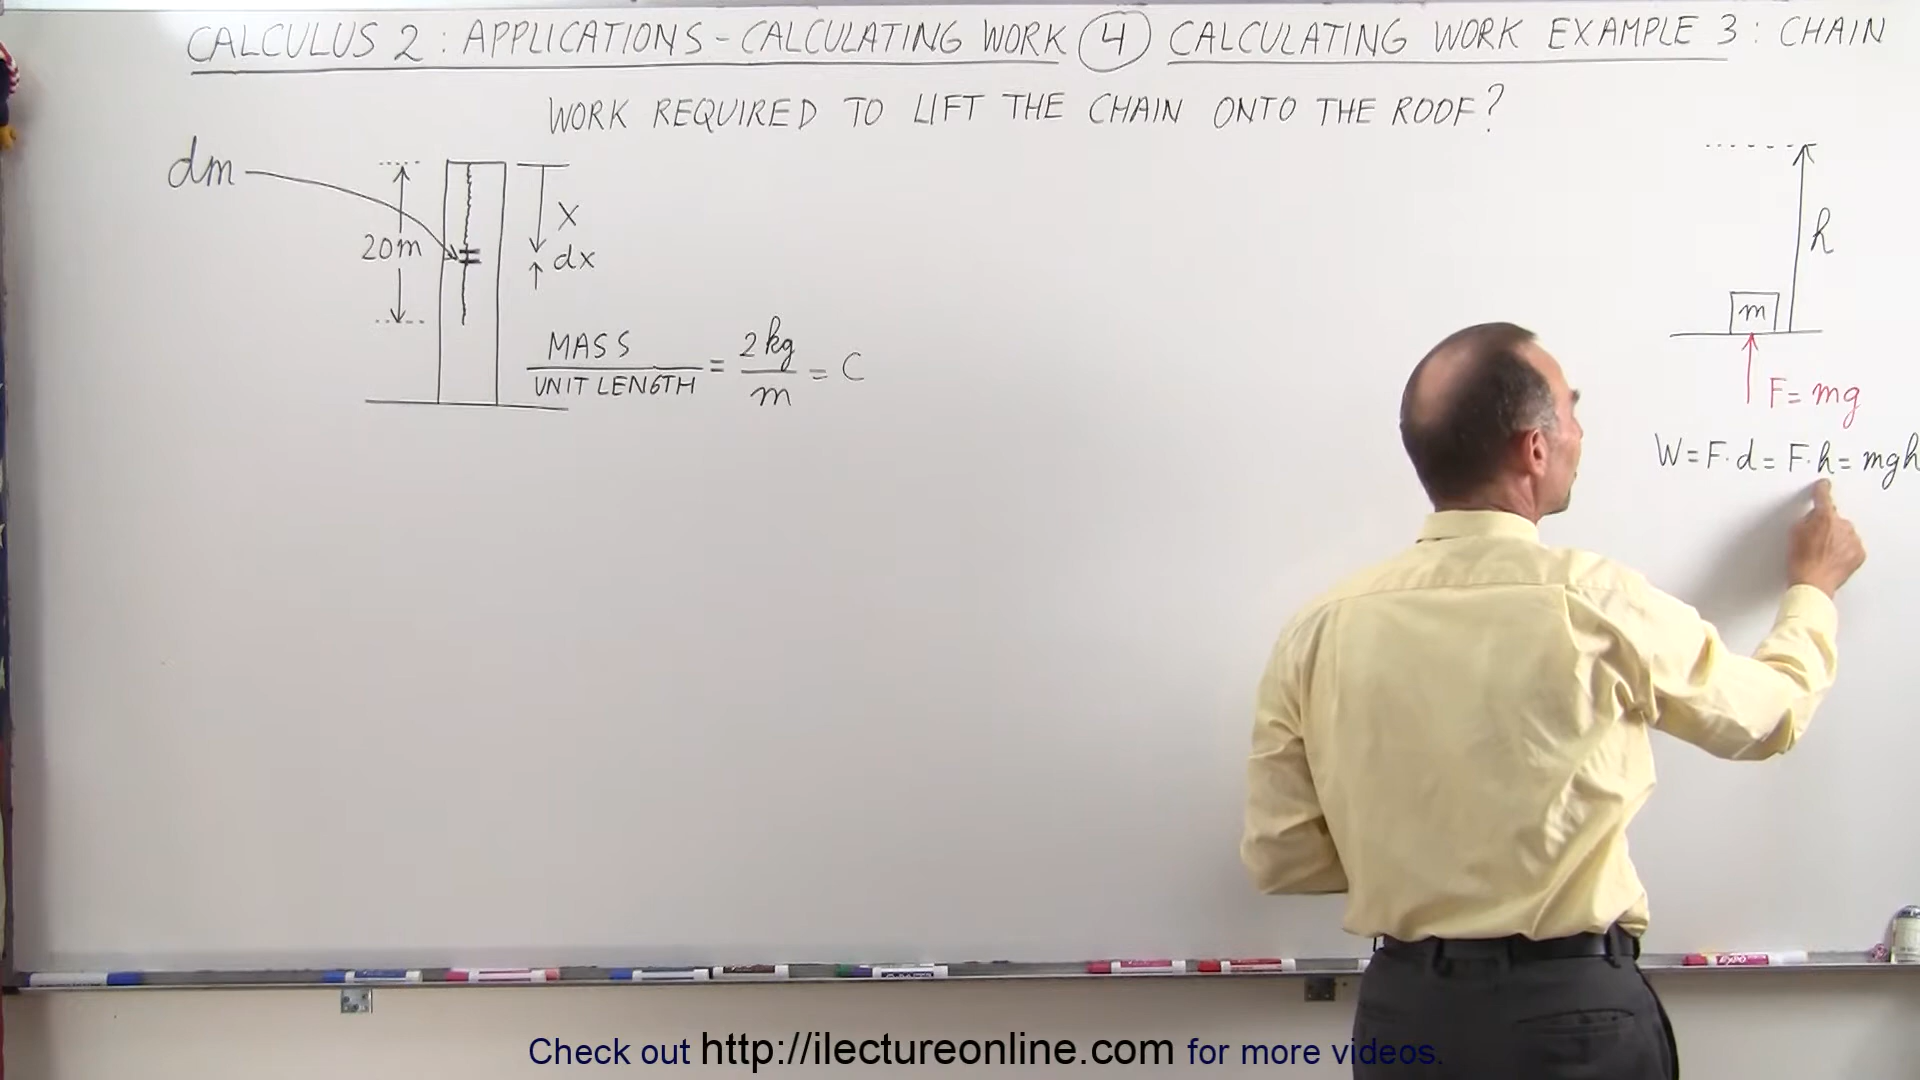 CALCULUS 2 : APPLICATIONS - CALCULATING WORK 4 CALCULATING WORK EXAMPLE 3 : CHAIN
WORK REQUIRED TO LIFT THE CHAIN ONTO THE ROOF?
dm
20m
X
dx
MASS
UNIT LENGTH
= 2kg
m
= C
h
m
F = mg
W = F · d = F · h = mgh
Check out http://ilectureonline.com for more videos.